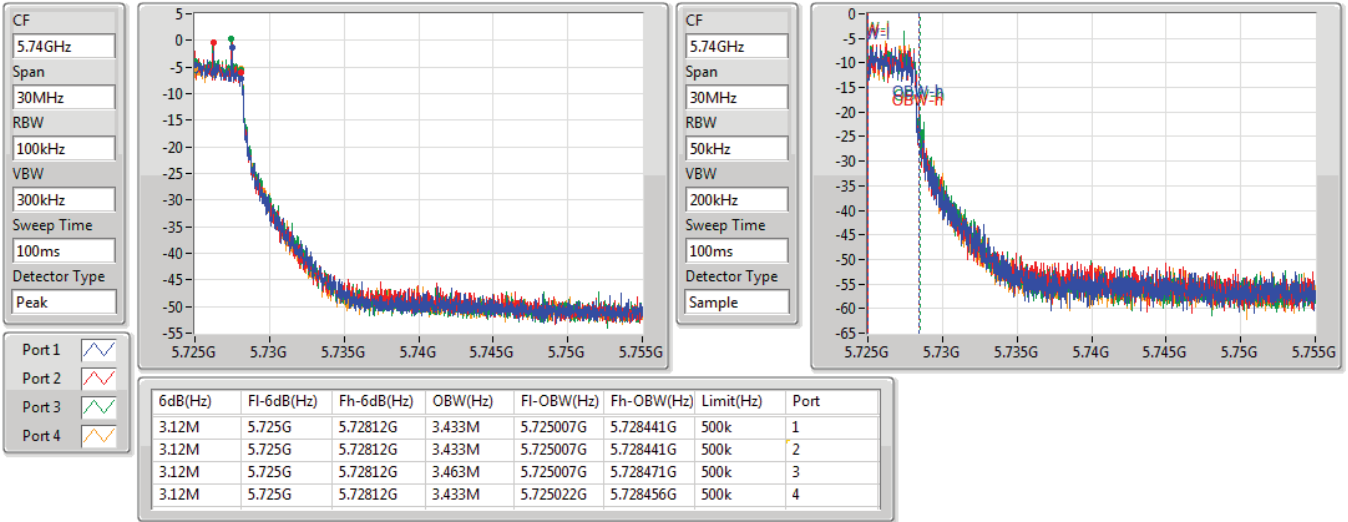 CF
5.74GHz
Span
30MHz
RBW
100kHz
VBW
300kHz
Sweep Time
100ms
Detector Type
Peak
5
0
-5
-10
-15
-20
-25
-30
-35
-40
-45
-50
-55
5.725G 5.73G 5.735G 5.74G 5.745G 5.75G 5.755G
CF
5.74GHz
Span
30MHz
RBW
50kHz
VBW
200kHz
Sweep Time
100ms
Detector Type
Sample
0
-5
-10
-15
-20
-25
-30
-35
-40
-45
-50
-55
-60
-65
W-l
OBW-h
OBW-h
5.725G 5.73G 5.735G 5.74G 5.745G 5.75G 5.755G
Port 1
Port 2
Port 3
Port 4
6dB(Hz) Fl-6dB(Hz) Fh-6dB(Hz) OBW(Hz) Fl-OBW(Hz) Fh-OBW(Hz) Limit(Hz) Port
3.12M 5.725G 5.72812G 3.433M 5.725007G 5.728441G 500k 1
3.12M 5.725G 5.72812G 3.433M 5.725007G 5.728441G 500k 2
3.12M 5.725G 5.72812G 3.463M 5.725007G 5.728471G 500k 3
3.12M 5.725G 5.72812G 3.433M 5.725022G 5.728456G 500k 4